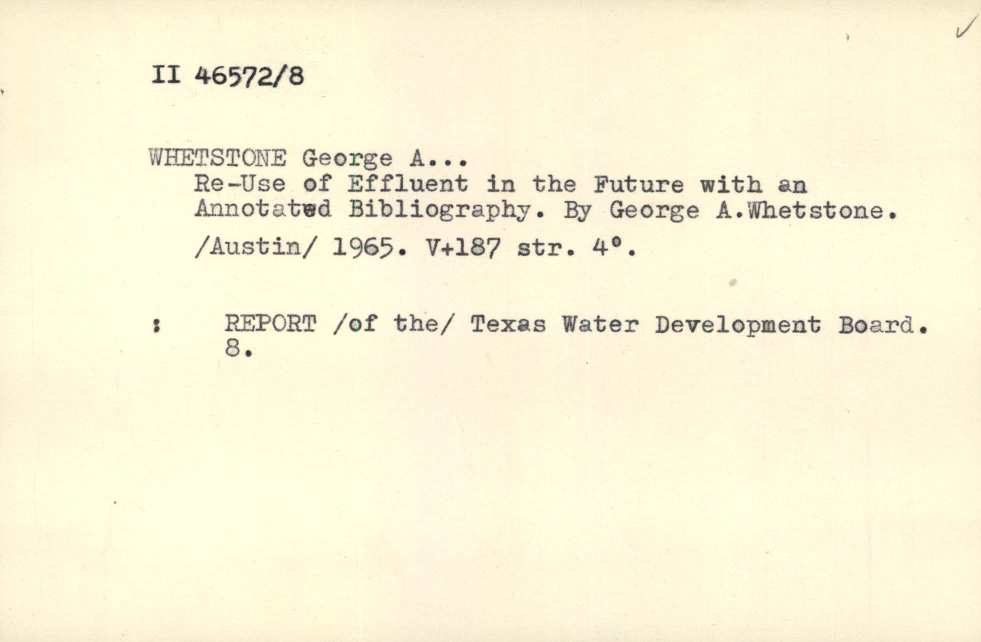 II 46572/8
WHETSTONE George A...
Re-Use of Effluent in the Future with an
Annotated Bibliography. By George A.Whetstone.
/Austin/ 1965. V+187 str. 4°.
: REPORT /of the/ Texas Water Development Board.
8.